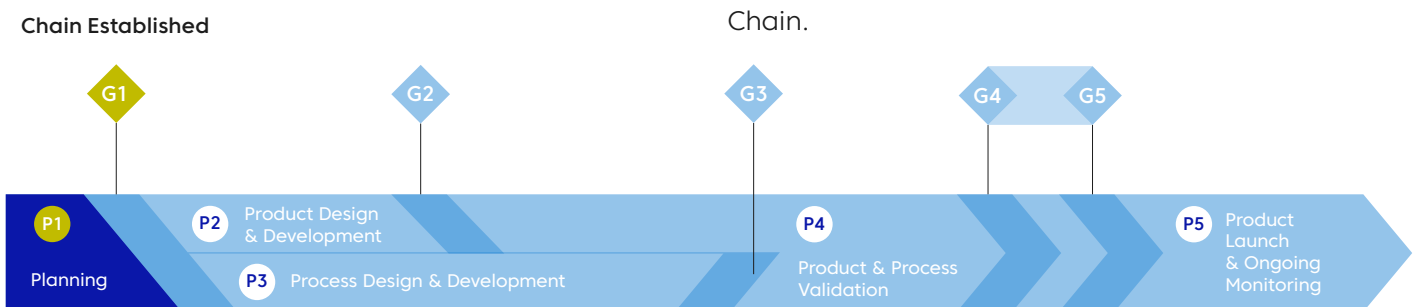 Chain Established
Chain.
G1
G2
G3
G4
G5
P1
Planning
P2
Product Design
& Development
P3
Process Design & Development
P4
Product & Process
Validation
P5
Product
Launch
& Ongoing
Monitoring